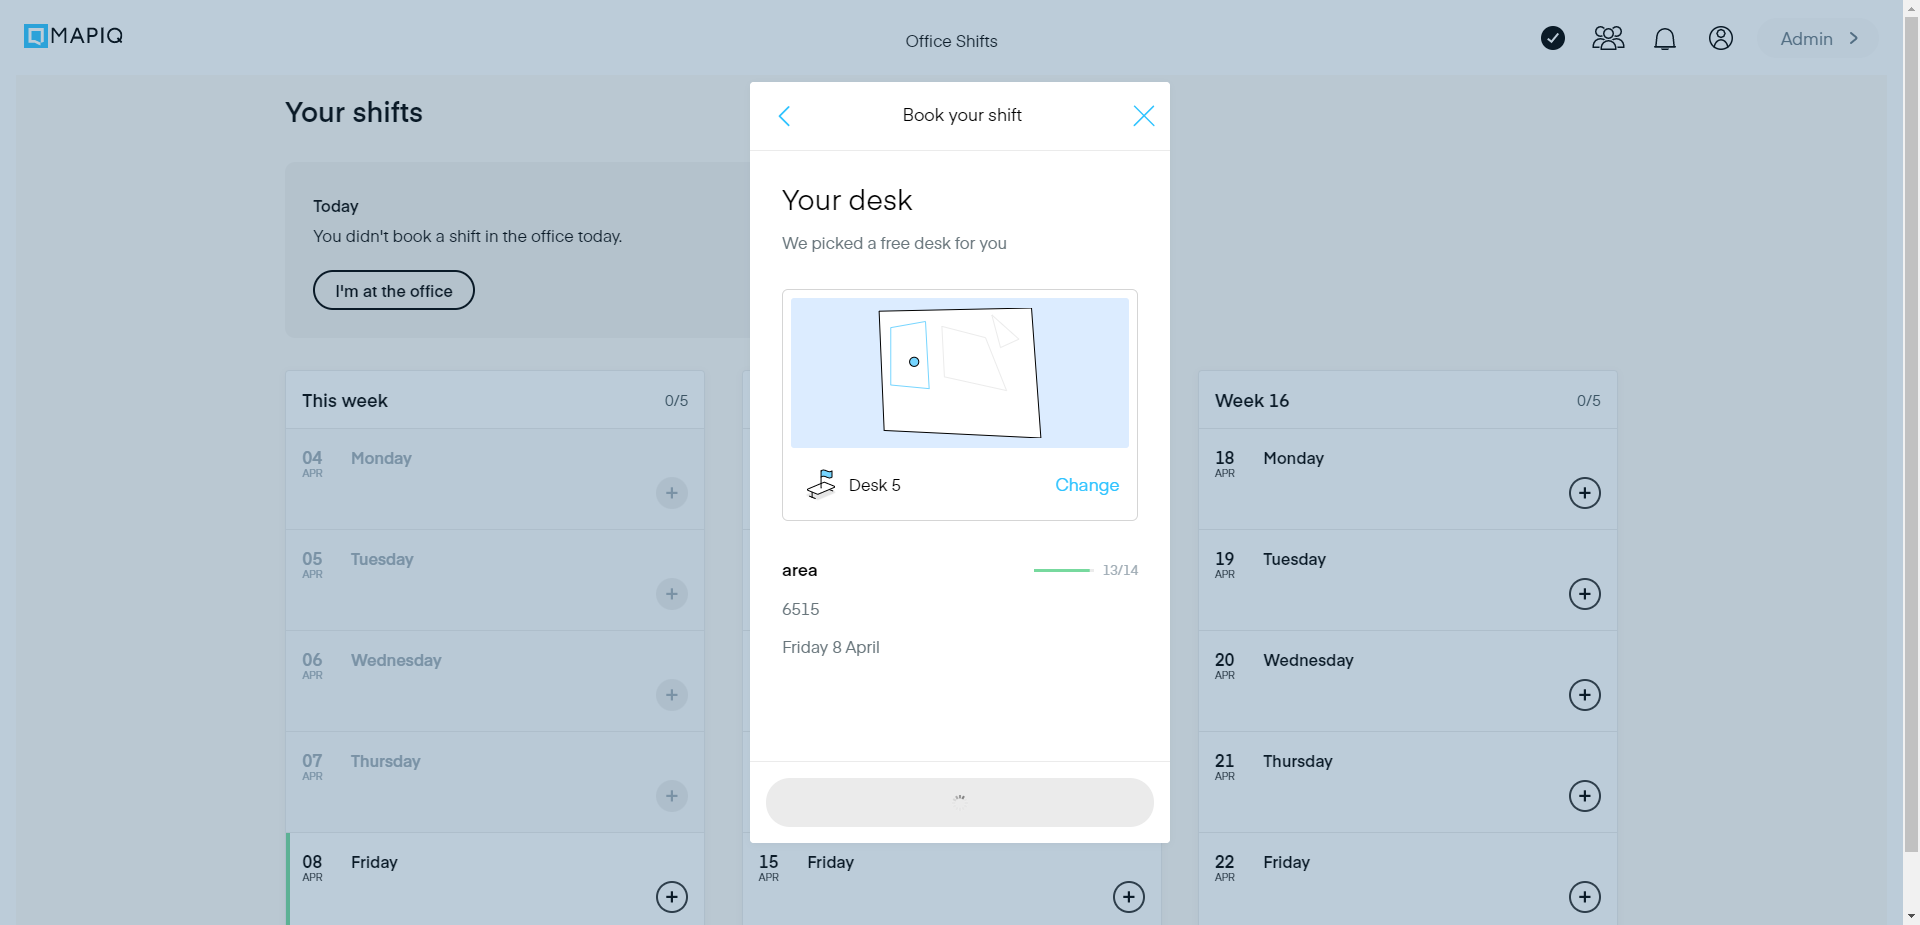 MAPIQ
Office Shifts
Admin
Your shifts
Today
You didn't book a shift in the office today.
I'm at the office
This week 0/5
04 APR Monday
05 APR Tuesday
06 APR Wednesday
07 APR Thursday
08 APR Friday
Book your shift
Your desk
We picked a free desk for you
Desk 5 Change
area 13/14
6515
Friday 8 April
15 APR Friday
Week 16 0/5
18 APR Monday
19 APR Tuesday
20 APR Wednesday
21 APR Thursday
22 APR Friday